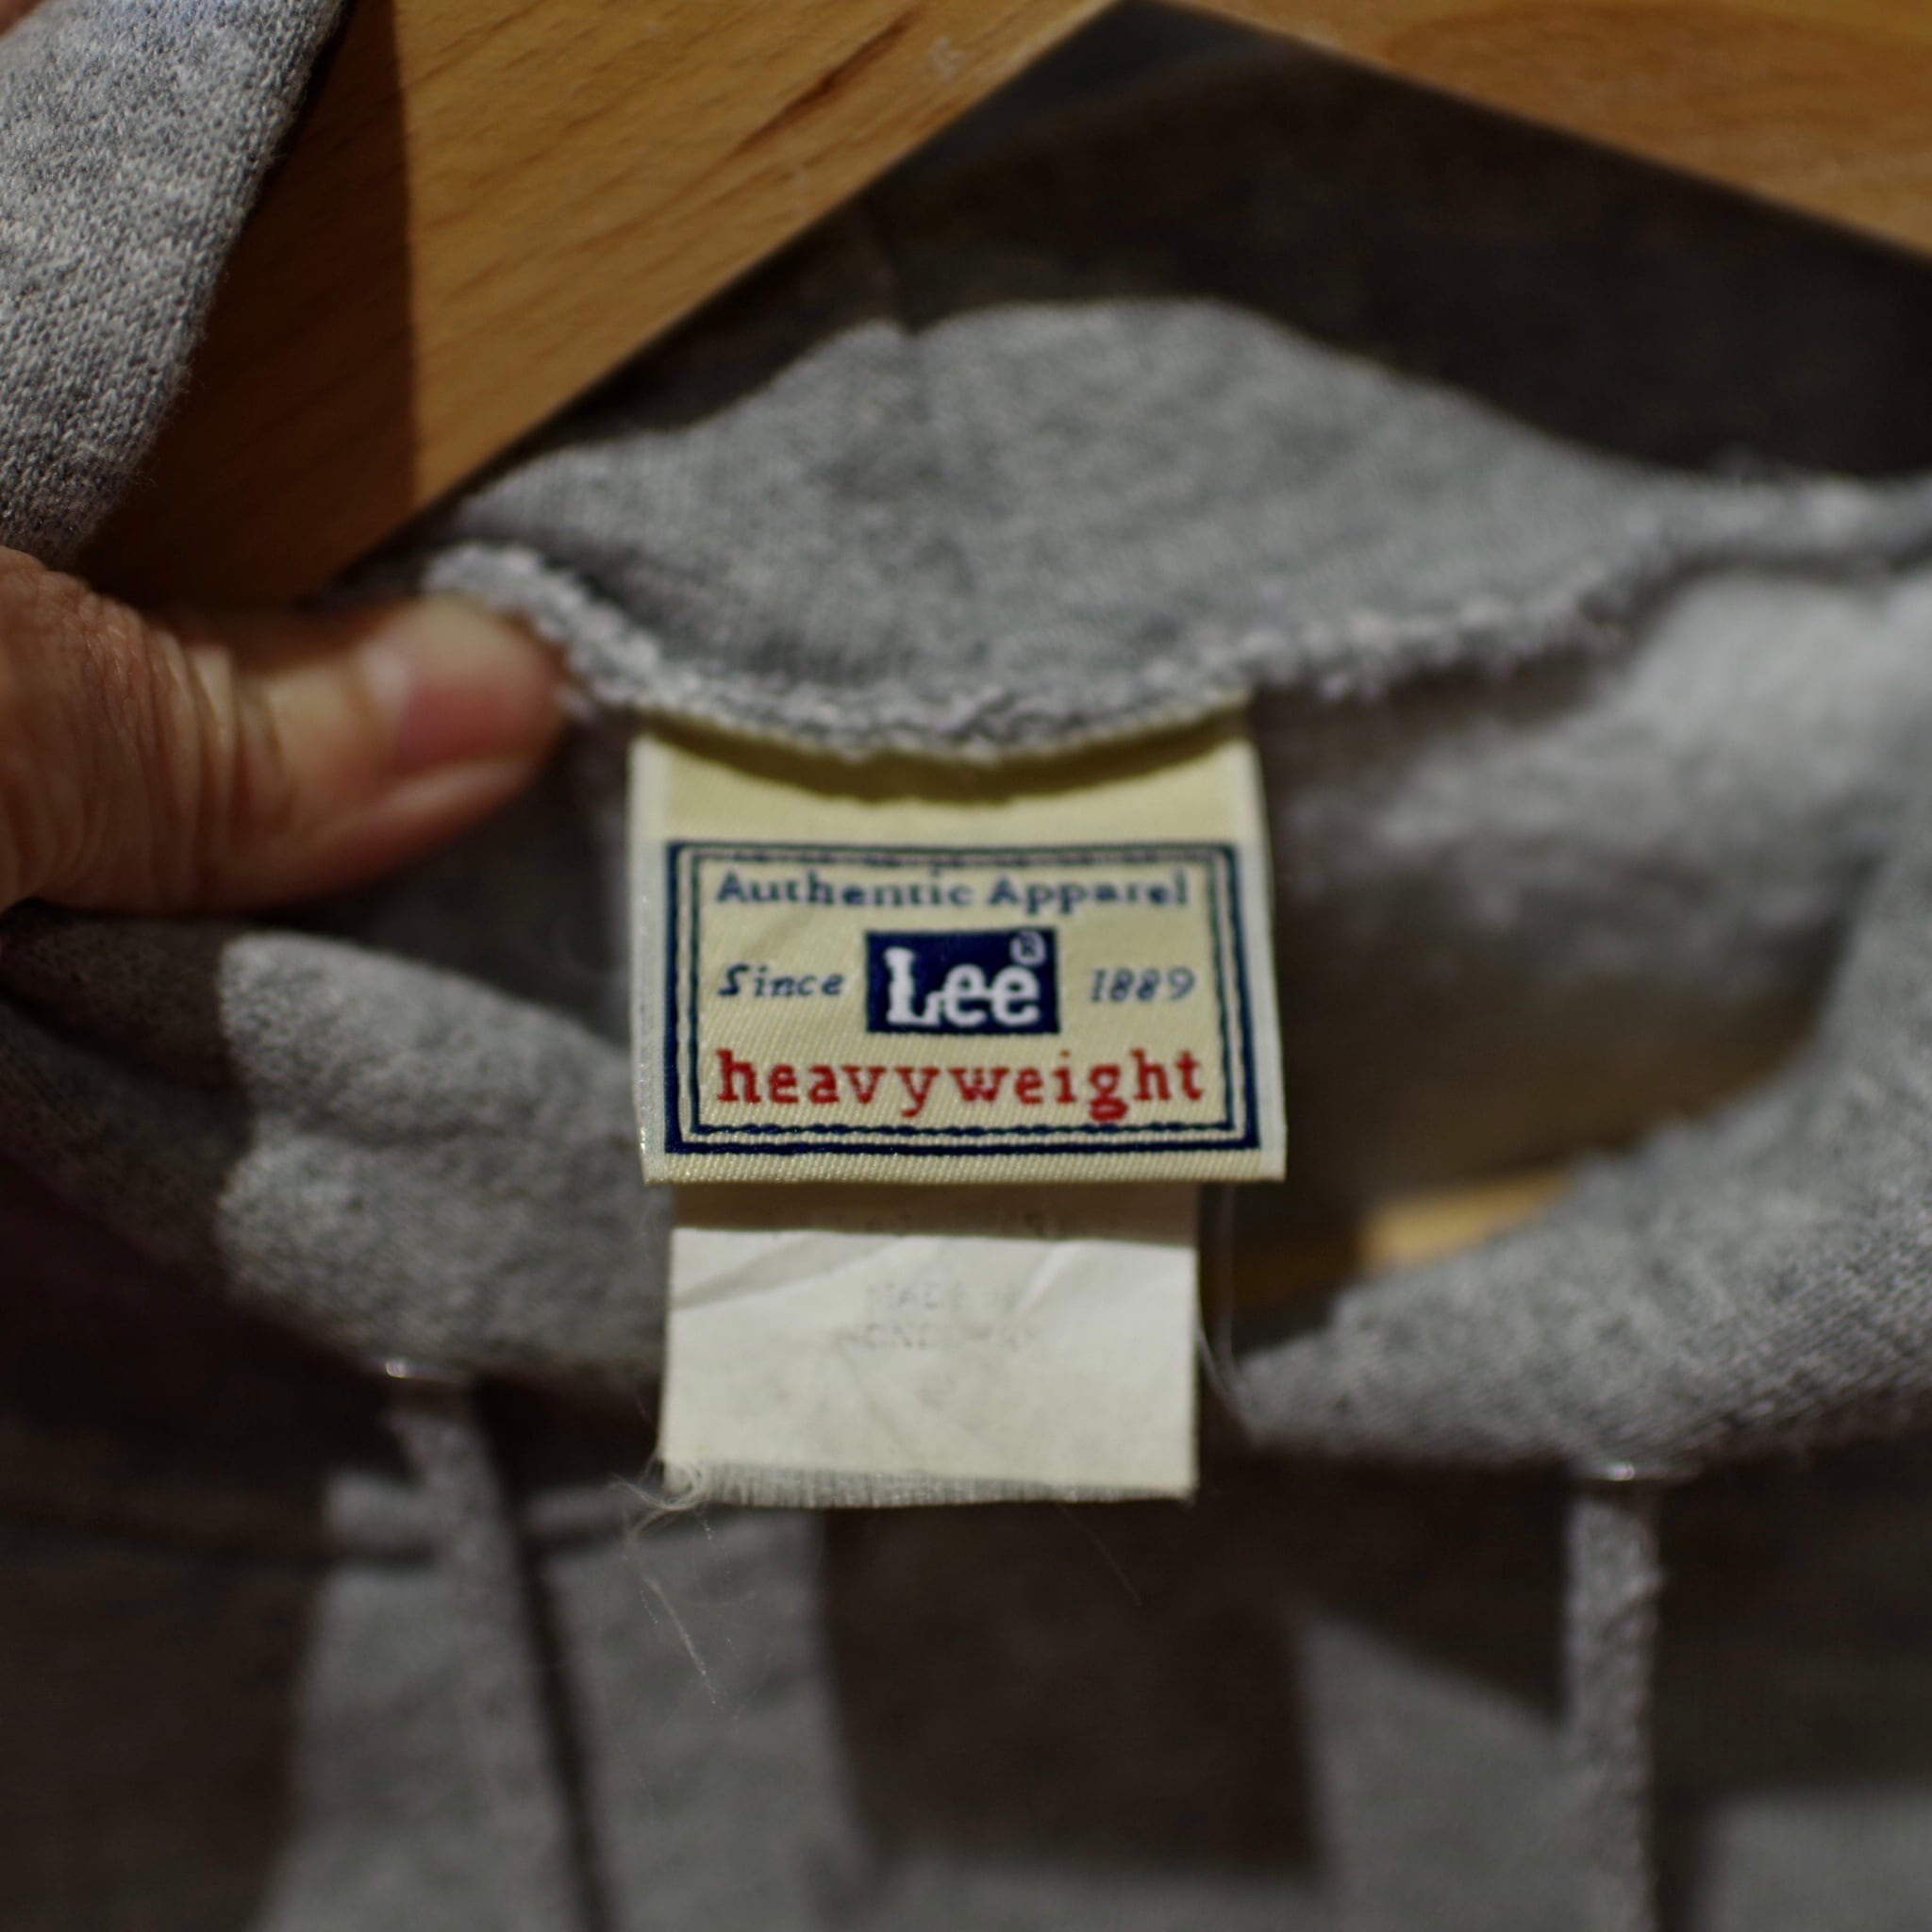 Authentic Apparel
Since Lee® 1889
heavyweight